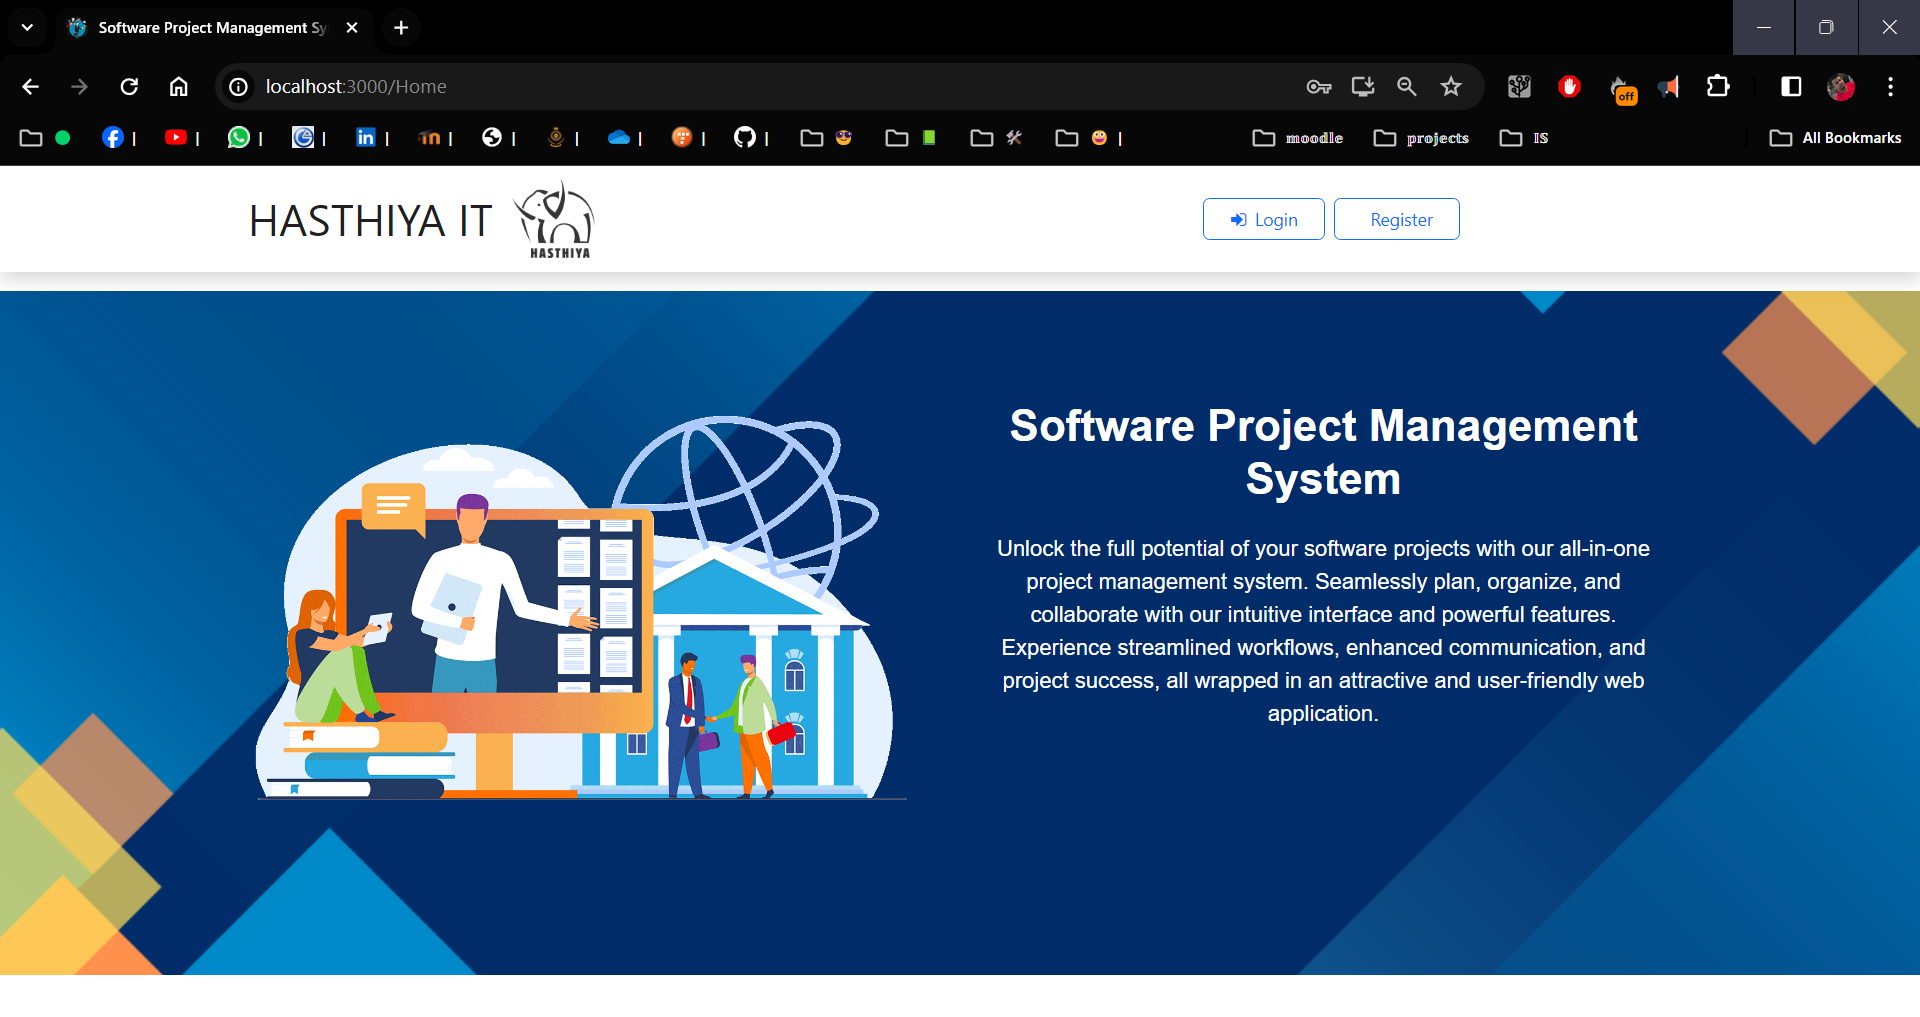 Software Project Management Sy
localhost:3000/Home
off
| | | | | | | | | | | |
moodle
projects
IS
All Bookmarks
HASTHIYA IT
HASTHIYA
Login
Register
Software Project Management
System
Unlock the full potential of your software projects with our all-in-one
project management system. Seamlessly plan, organize, and
collaborate with our intuitive interface and powerful features.
Experience streamlined workflows, enhanced communication, and
project success, all wrapped in an attractive and user-friendly web
application.